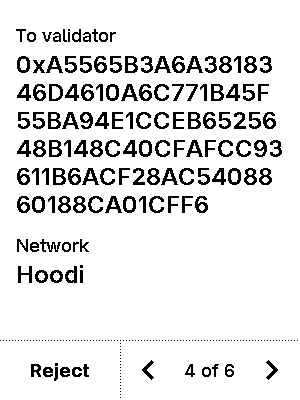 To validator
0xA5565B3A6A38183
46D4610A6C771B45F
55BA94E1CCEB65256
48B148C40CFAFCC93
611B6ACF28AC54088
60188CA01CFF6
Network
Hoodi
Reject
4 of 6